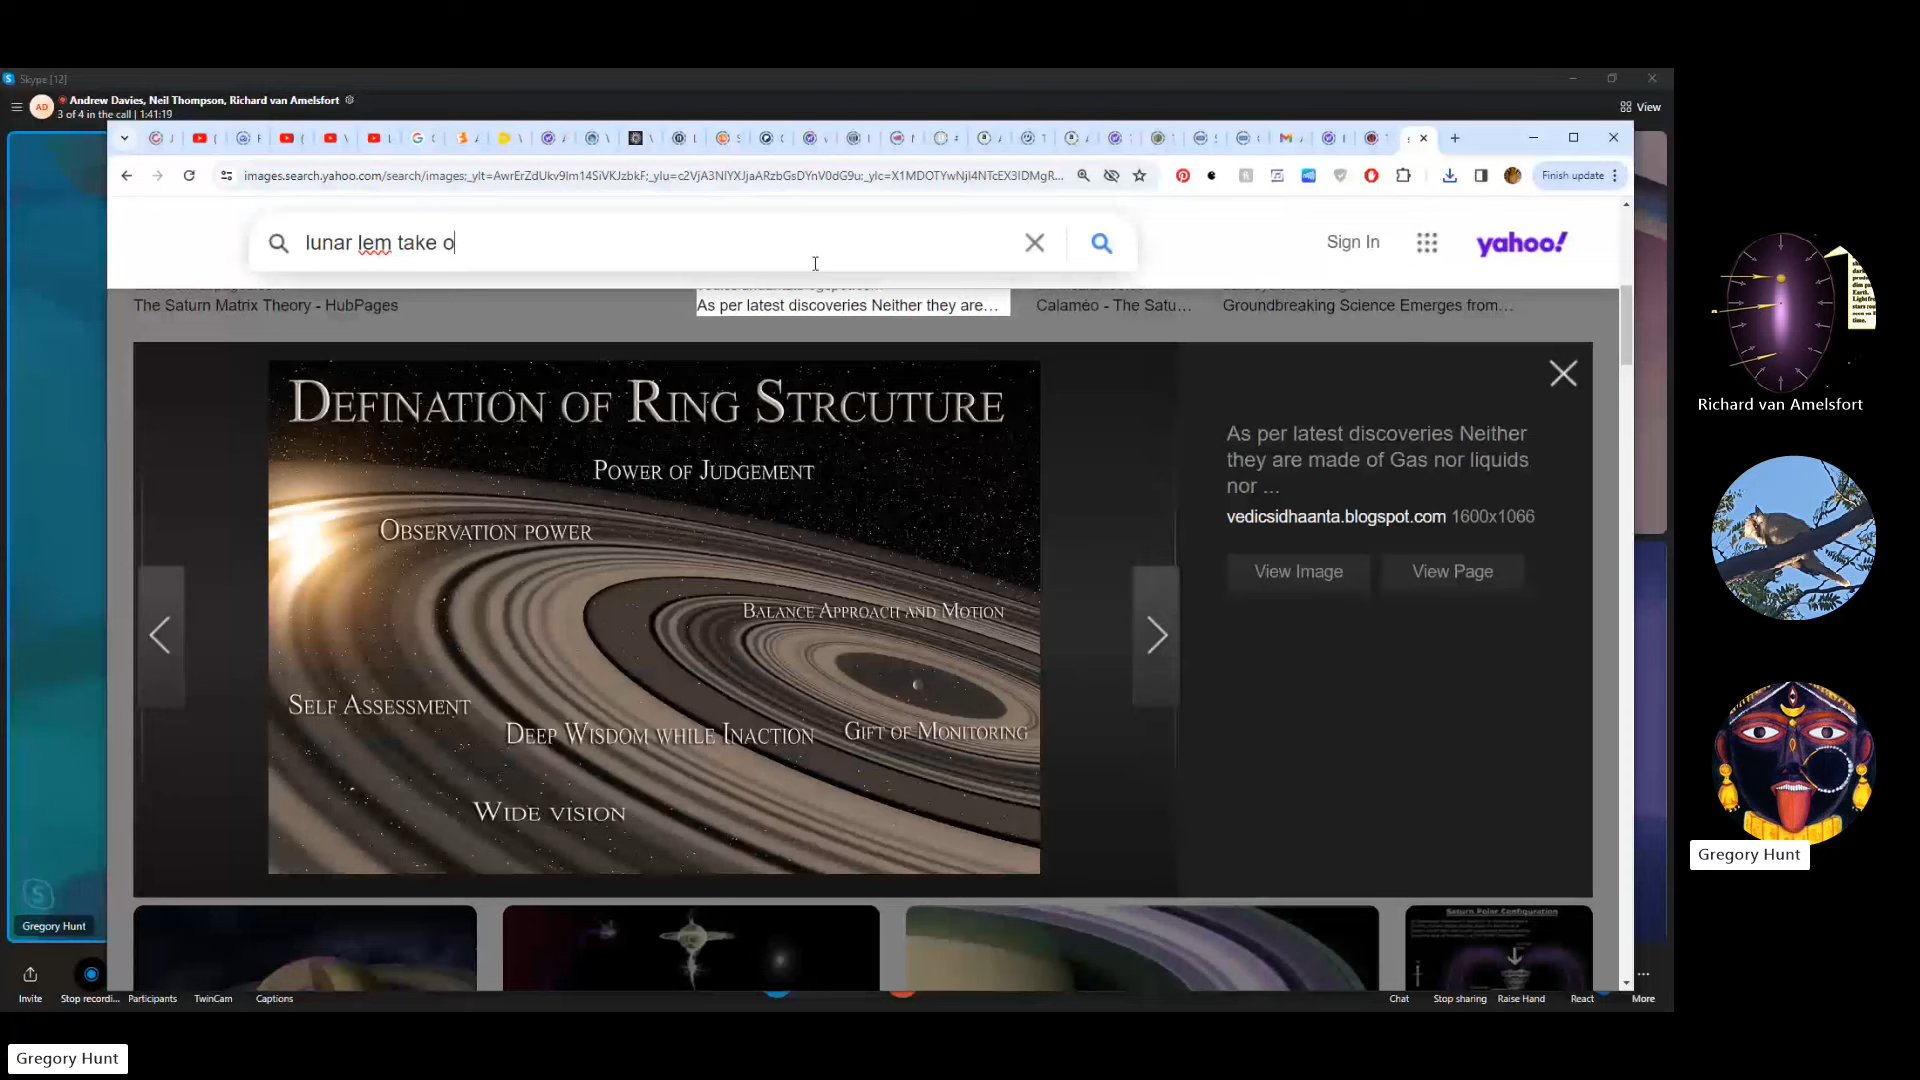 Skype [12]
Andrew Davies, Neil Thompson, Richard van Amelsfort
3 of 4 in the call | 1:41:19
View
AD
images.search.yahoo.com/search/images;_ylt=AwrErZdUkv9lm14SiVKJzbkF;_ylu=c2VjA3NlYXJjaARzbGsDYnV0dG9u;_ylc=X1MDOTYwNjI4NTcEX3IDMgR...
Finish update
lunar lem take o
Sign In
yahoo!
The Saturn Matrix Theory - HubPages
As per latest discoveries Neither they are…
Calaméo - The Satu…
Groundbreaking Science Emerges from…
DEFINATION OF RING STRCUTURE
POWER OF JUDGEMENT
OBSERVATION POWER
BALANCE APPROACH AND MOTION
SELF ASSESSMENT
DEEP WISDOM WHILE INACTION
GIFT OF MONITORING
WIDE VISION
As per latest discoveries Neither
they are made of Gas nor liquids
nor ...
vedicsidhaanta.blogspot.com 1600x1066
View Image
View Page
Saturn Polar Configuration
Gregory Hunt
Invite
Stop recordi...
Participants
TwinCam
Captions
Chat
Stop sharing
Raise Hand
React
More
Earth.
time.
Richard van Amelsfort
Gregory Hunt
Gregory Hunt